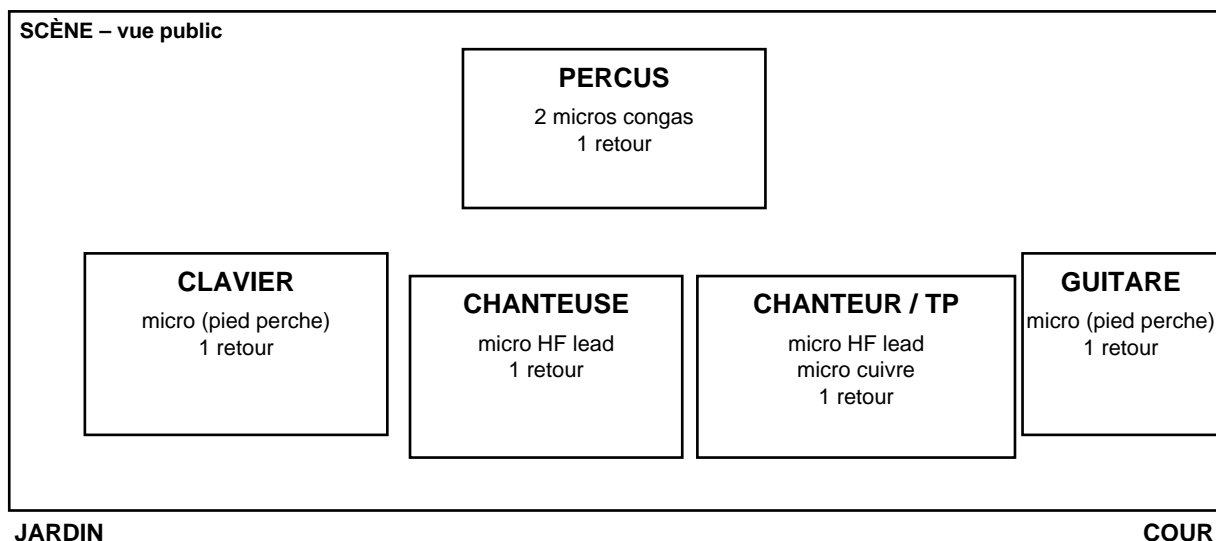 SCÈNE – vue public
PERCUS
2 micros congas
1 retour
CLAVIER
micro (pied perche)
1 retour
CHANTEUSE
micro HF lead
1 retour
CHANTEUR / TP
micro HF lead
micro cuivre
1 retour
GUITARE
micro (pied perche)
1 retour
JARDIN
COUR